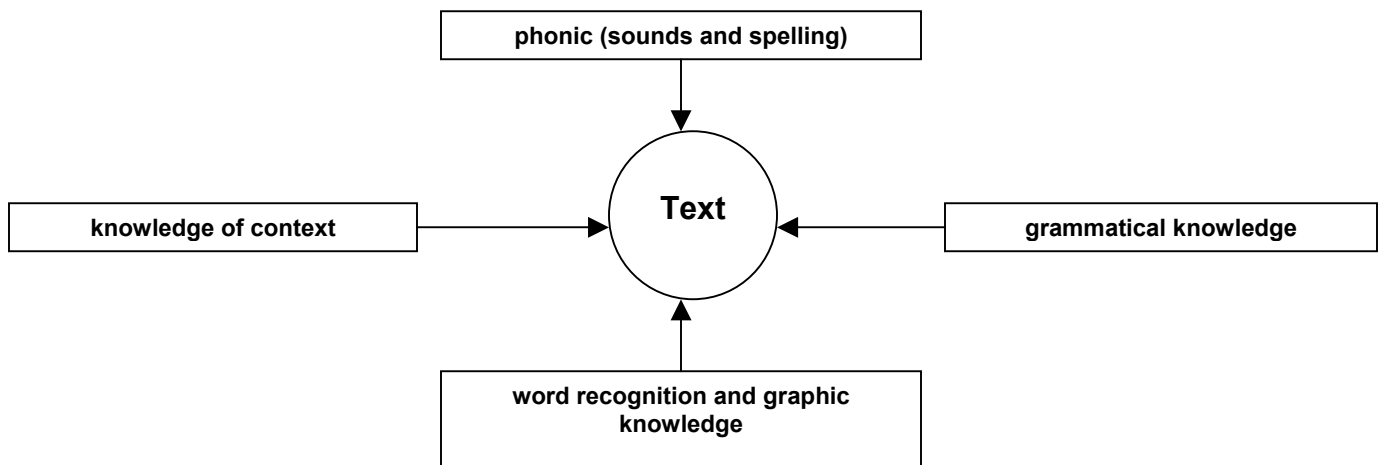 phonic (sounds and spelling)
Text
knowledge of context
grammatical knowledge
word recognition and graphic
knowledge